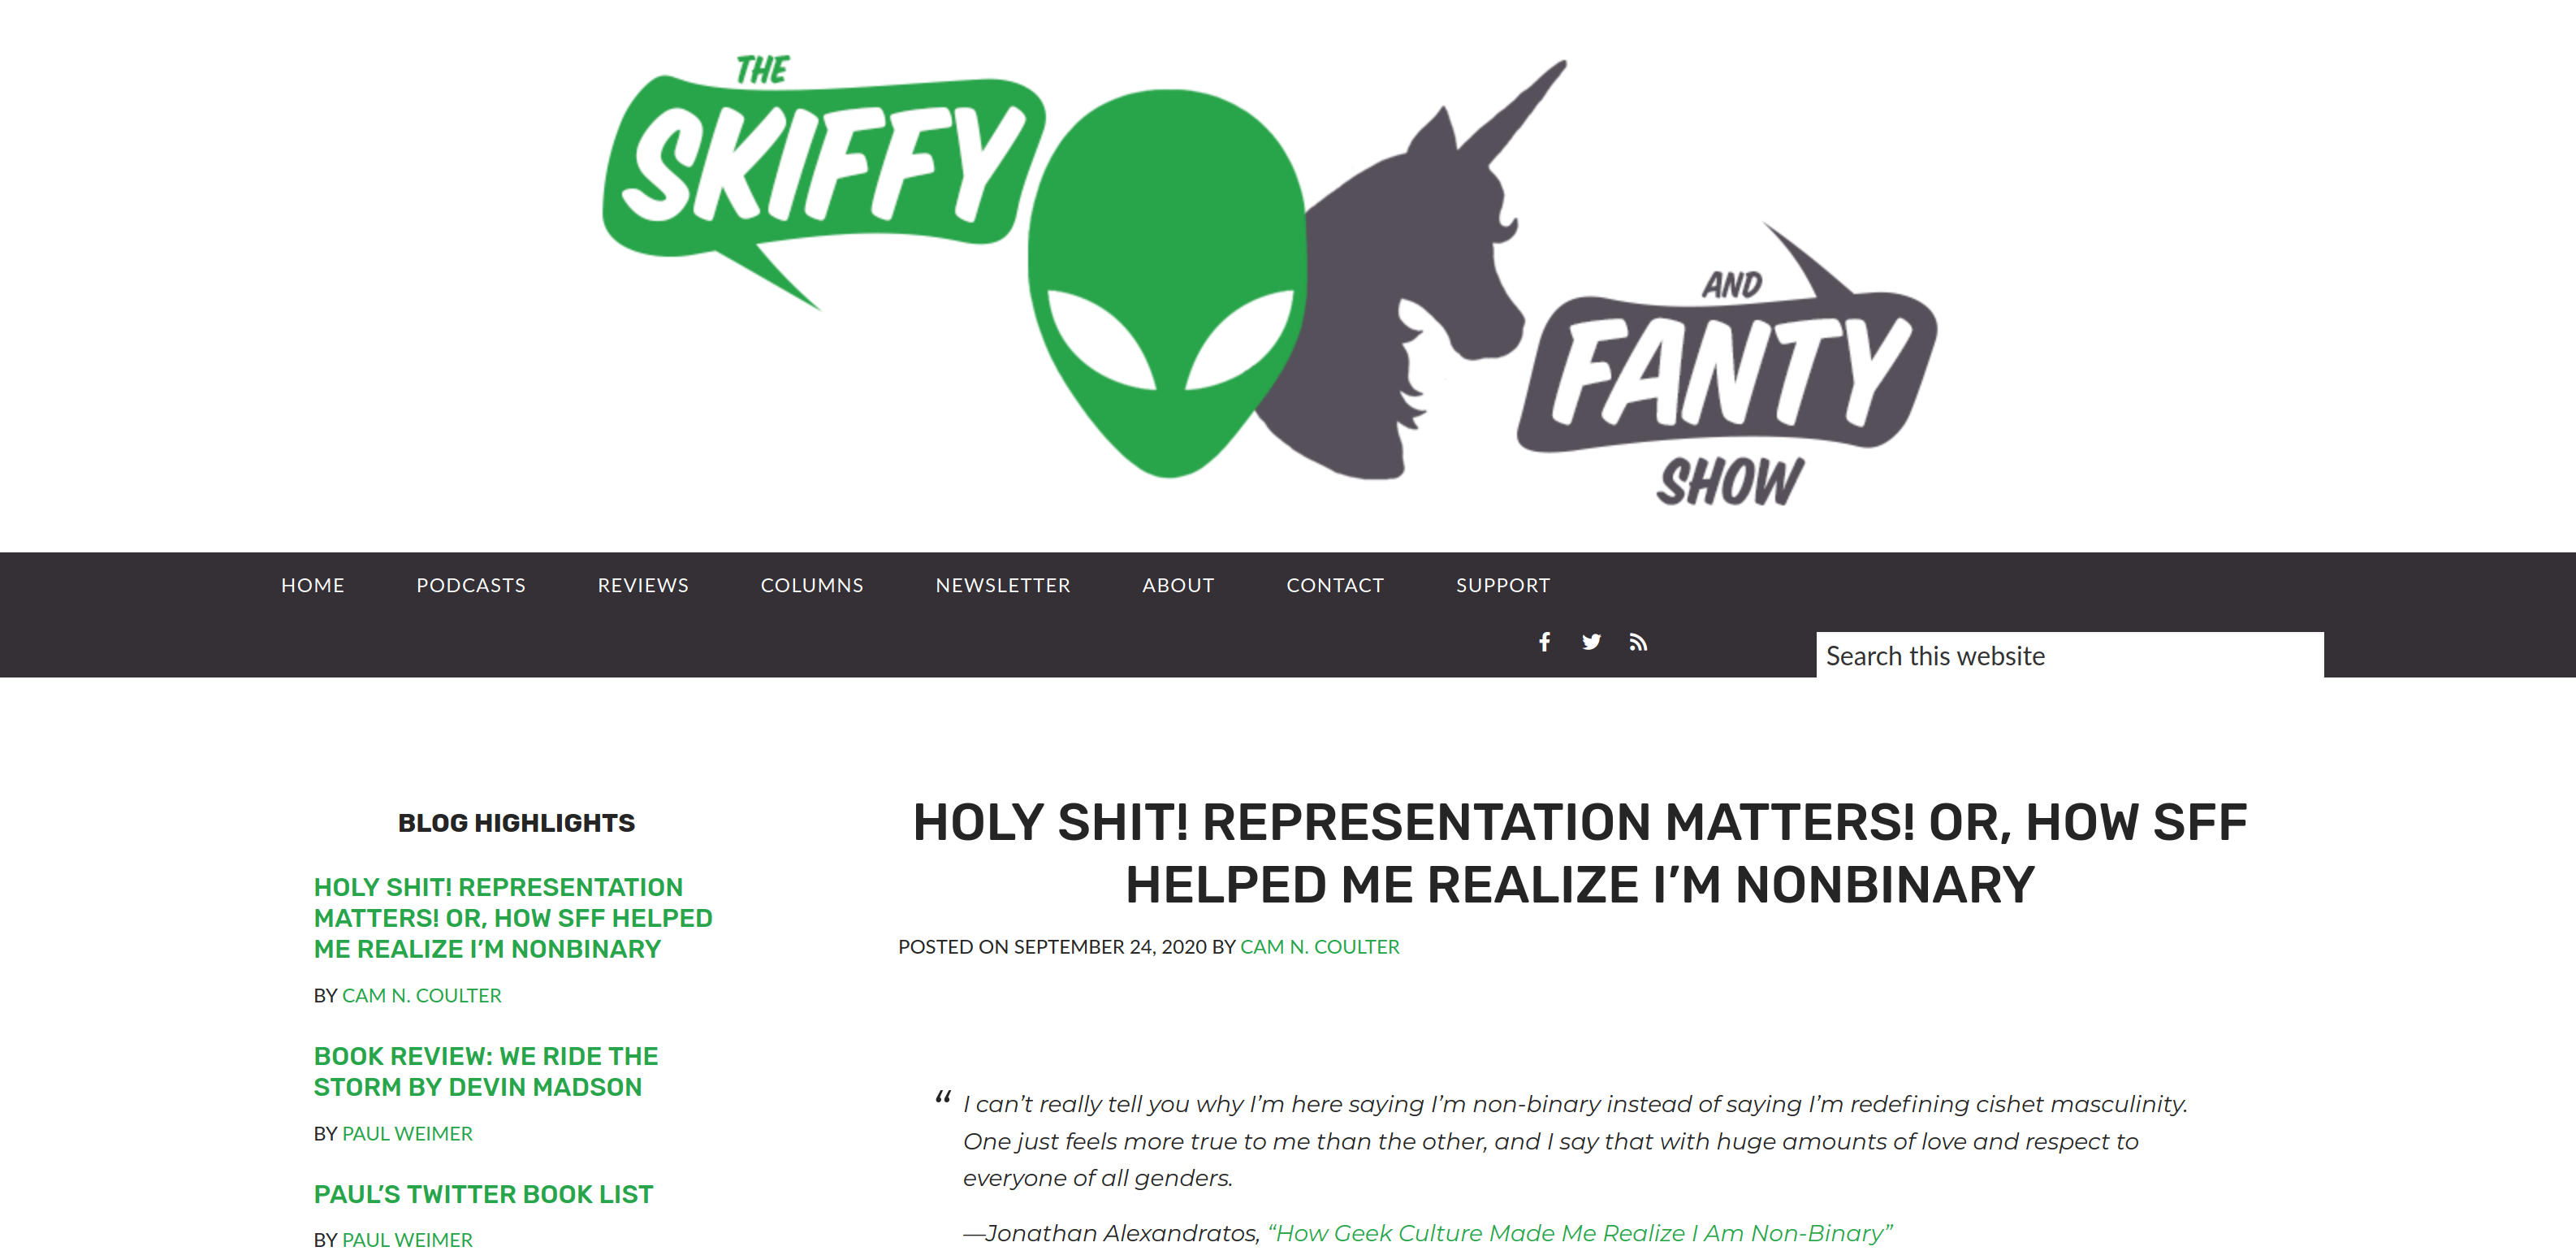 THE
SKIFFY
AND
FANTY
SHOW
HOME PODCASTS REVIEWS COLUMNS NEWSLETTER ABOUT CONTACT SUPPORT
Search this website
BLOG HIGHLIGHTS
HOLY SHIT! REPRESENTATION
MATTERS! OR, HOW SFF HELPED
ME REALIZE I’M NONBINARY
BY CAM N. COULTER
BOOK REVIEW: WE RIDE THE
STORM BY DEVIN MADSON
BY PAUL WEIMER
PAUL’S TWITTER BOOK LIST
BY PAUL WEIMER
HOLY SHIT! REPRESENTATION MATTERS! OR, HOW SFF
HELPED ME REALIZE I’M NONBINARY
POSTED ON SEPTEMBER 24, 2020 BY CAM N. COULTER
“ I can’t really tell you why I’m here saying I’m non-binary instead of saying I’m redefining cishet masculinity.
One just feels more true to me than the other, and I say that with huge amounts of love and respect to
everyone of all genders.
—Jonathan Alexandratos, “How Geek Culture Made Me Realize I Am Non-Binary”